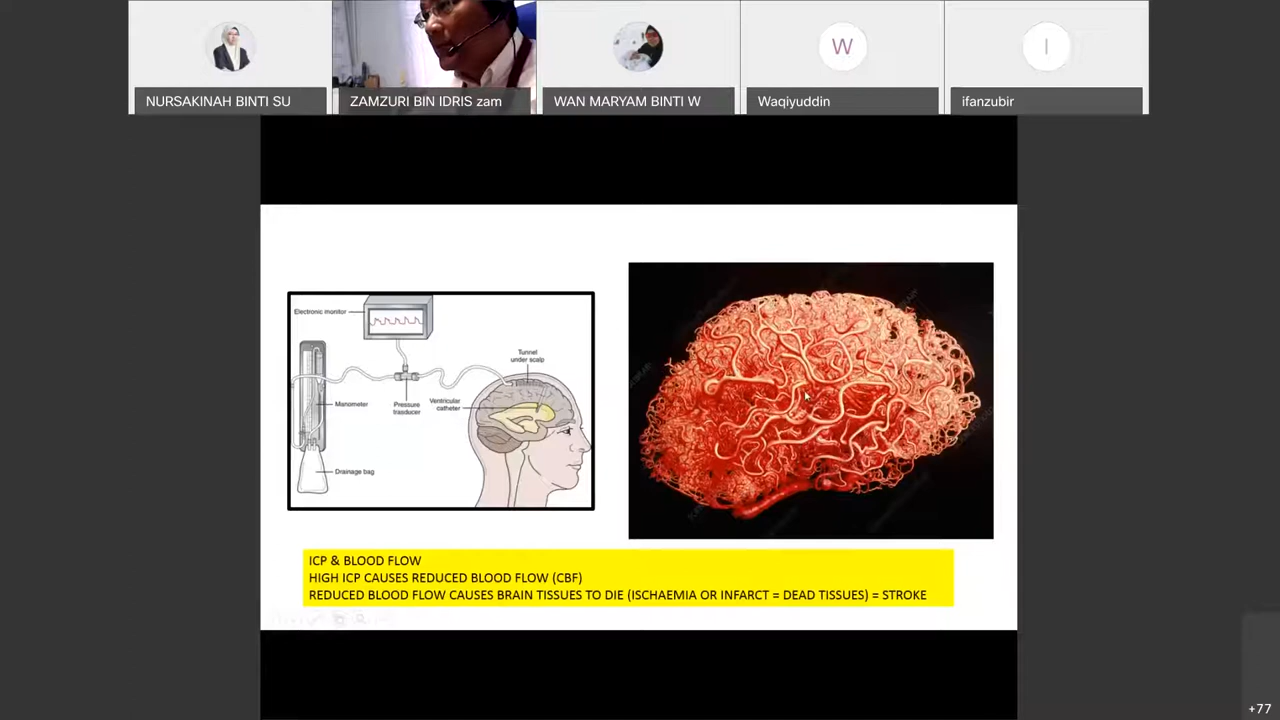 NURSAKINAH BINTI SU
ZAMZURI BIN IDRIS zam
WAN MARYAM BINTI W
W
Waqiyuddin
I
ifanzubir
Electronic monitor
Tunnel
under scalp
Manometer
Pressure
trasducer
Ventricular
catheter
Drainage bag
ICP & BLOOD FLOW
HIGH ICP CAUSES REDUCED BLOOD FLOW (CBF)
REDUCED BLOOD FLOW CAUSES BRAIN TISSUES TO DIE (ISCHAEMIA OR INFARCT = DEAD TISSUES) = STROKE
+77